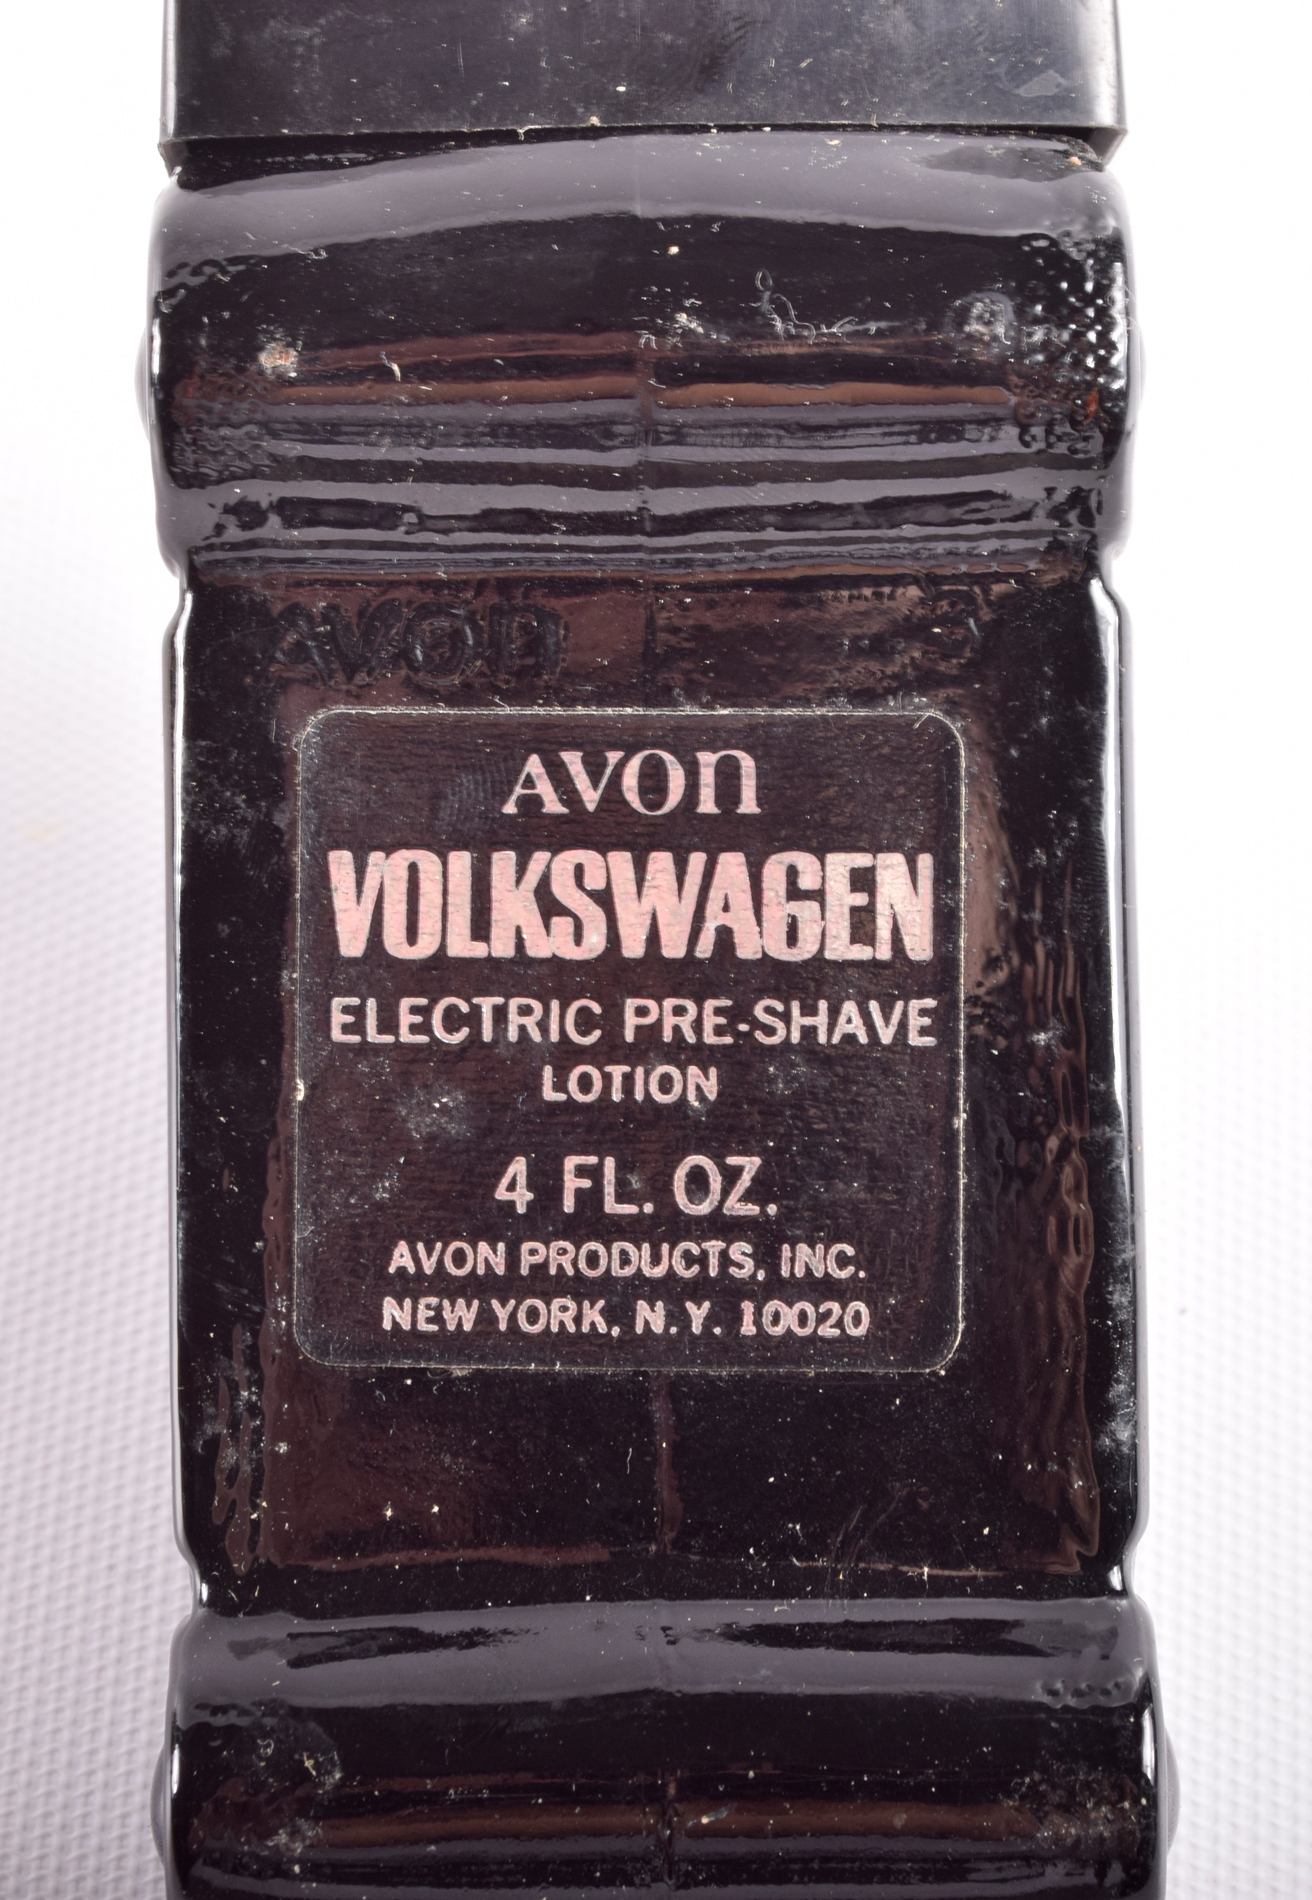 AVON
AVON
VOLKSWAGEN
ELECTRIC PRE-SHAVE
LOTION
4 FL. OZ.
AVON PRODUCTS, INC.
NEW YORK, N.Y. 10020